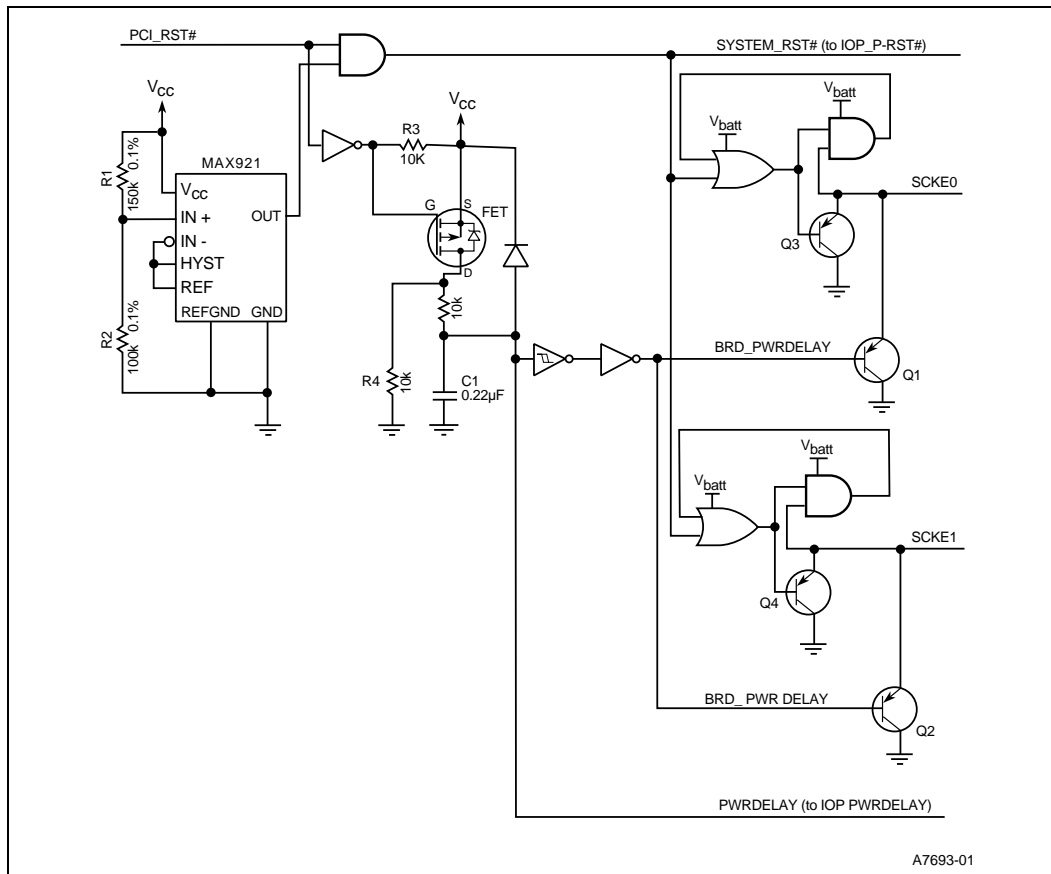 PCI_RST#
SYSTEM_RST# (to IOP_P-RST#)
VCC
VCC
Vbatt
Vbatt
R1
150k 0.1%
MAX921
VCC
IN +
IN -
HYST
REF
OUT
REFGND
GND
R2
100k 0.1%
R3
10K
G
S
FET
D
10k
R4
10k
C1
0.22µF
SCKE0
Q3
BRD_PWRDELAY
Q1
Vbatt
Vbatt
SCKE1
Q4
BRD_ PWR DELAY
Q2
PWRDELAY (to IOP PWRDELAY)
A7693-01